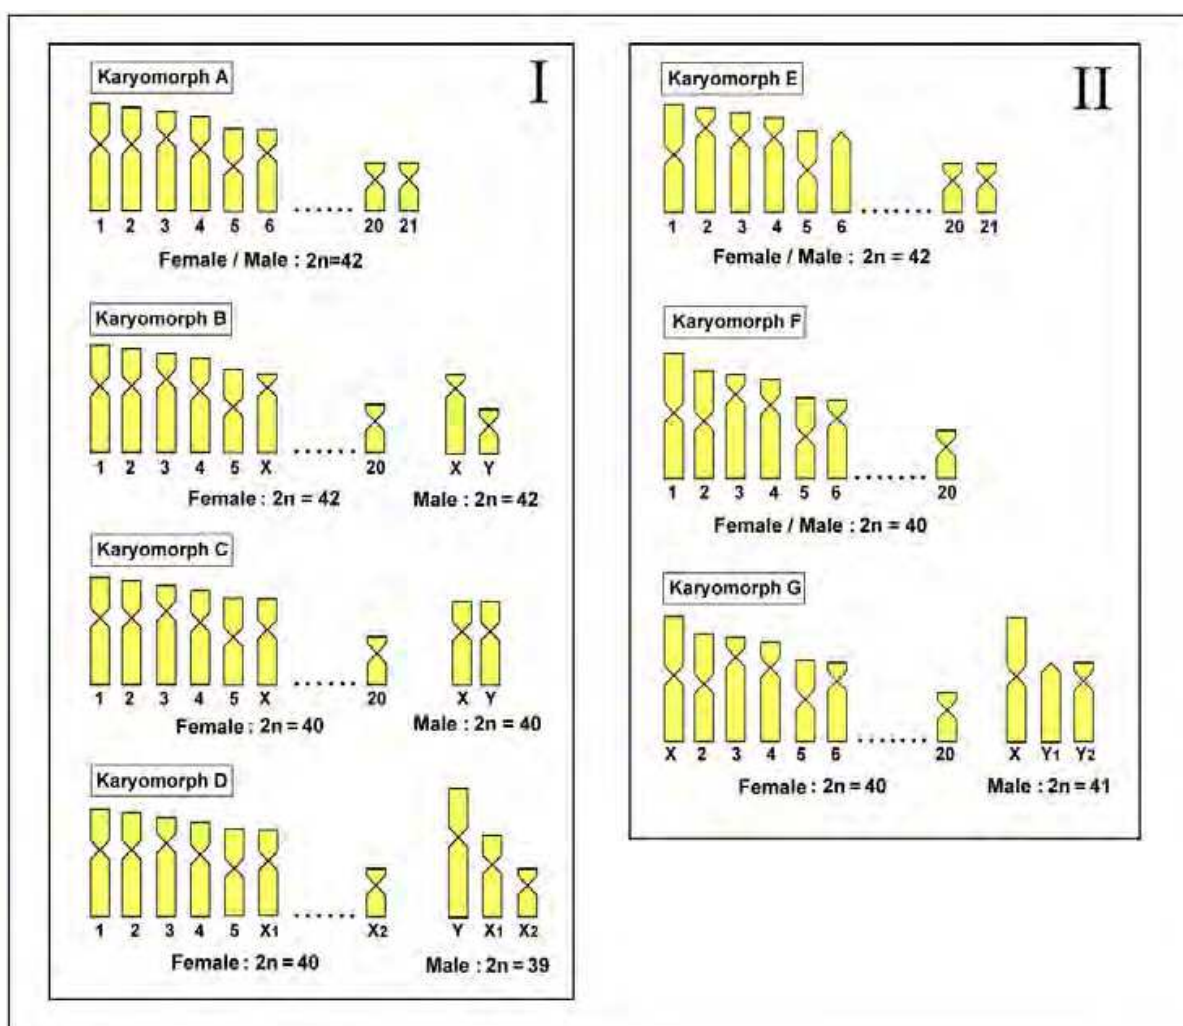 I
Karyomorph A
1 2 3 4 5 6 ...... 20 21
Female / Male : 2n=42
Karyomorph B
1 2 3 4 5 X ...... 20 X Y
Female : 2n = 42 Male : 2n = 42
Karyomorph C
1 2 3 4 5 X ...... 20 X Y
Female : 2n = 40 Male : 2n = 40
Karyomorph D
1 2 3 4 5 X1 ...... X2 Y X1 X2
Female : 2n = 40 Male : 2n = 39
II
Karyomorph E
1 2 3 4 5 6 ....... 20 21
Female / Male : 2n = 42
Karyomorph F
1 2 3 4 5 6 ....... 20
Female / Male : 2n = 40
Karyomorph G
X 2 3 4 5 6 ....... 20 X Y1 Y2
Female : 2n = 40 Male : 2n = 41